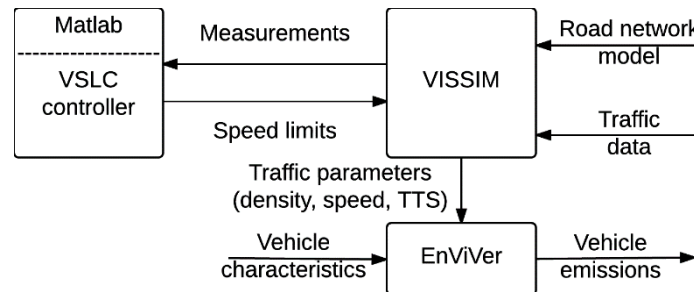 Matlab
VSLC
controller
Measurements
Speed limits
VISSIM
Road network
model
Traffic
data
Traffic parameters
(density, speed, TTS)
Vehicle
characteristics
EnViVer
Vehicle
emissions